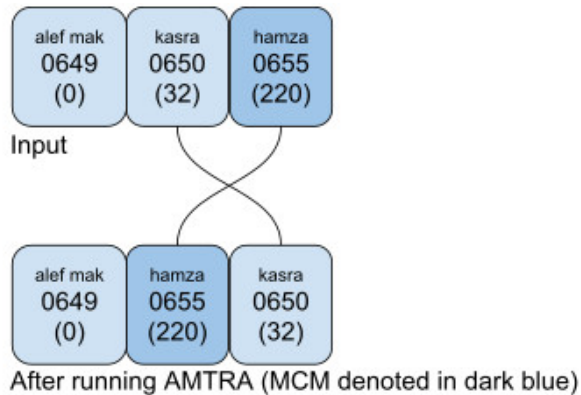 alef mak kasra hamza
0649 0650 0655
(0) (32) (220)
Input
alef mak hamza kasra
0649 0655 0650
(0) (220) (32)
After running AMTRA (MCM denoted in dark blue)